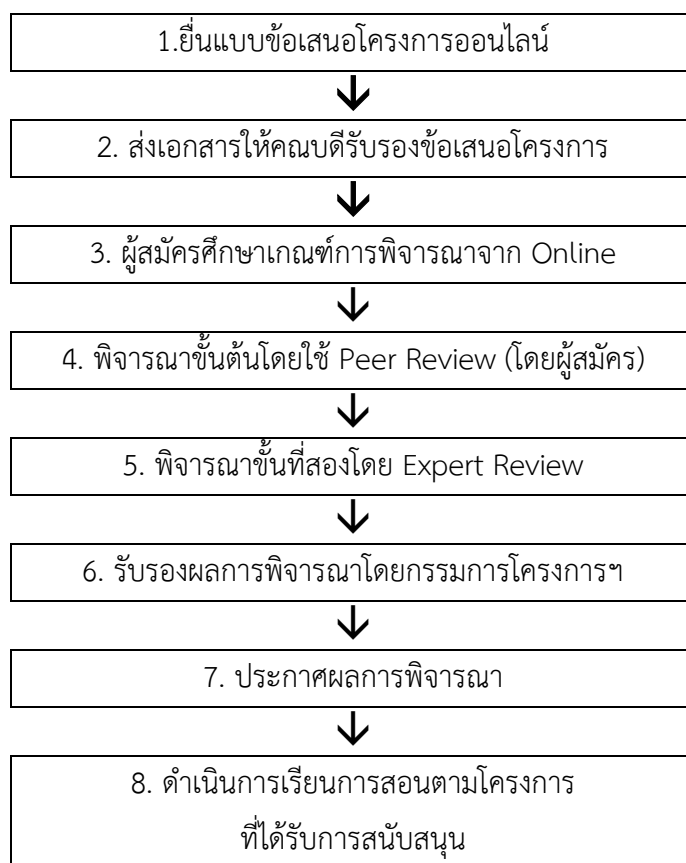 1.ยื่นแบบข้อเสนอโครงการออนไลน์
2. ส่งเอกสารให้คณบดีรับรองข้อเสนอโครงการ
3. ผู้สมัครศึกษาเกณฑ์การพิจารณาจาก Online
4. พิจารณาขั้นต้นโดยใช้ Peer Review (โดยผู้สมัคร)
5. พิจารณาขั้นที่สองโดย Expert Review
6. รับรองผลการพิจารณาโดยกรรมการโครงการฯ
7. ประกาศผลการพิจารณา
8. ดำเนินการเรียนการสอนตามโครงการ
ที่ได้รับการสนับสนุน